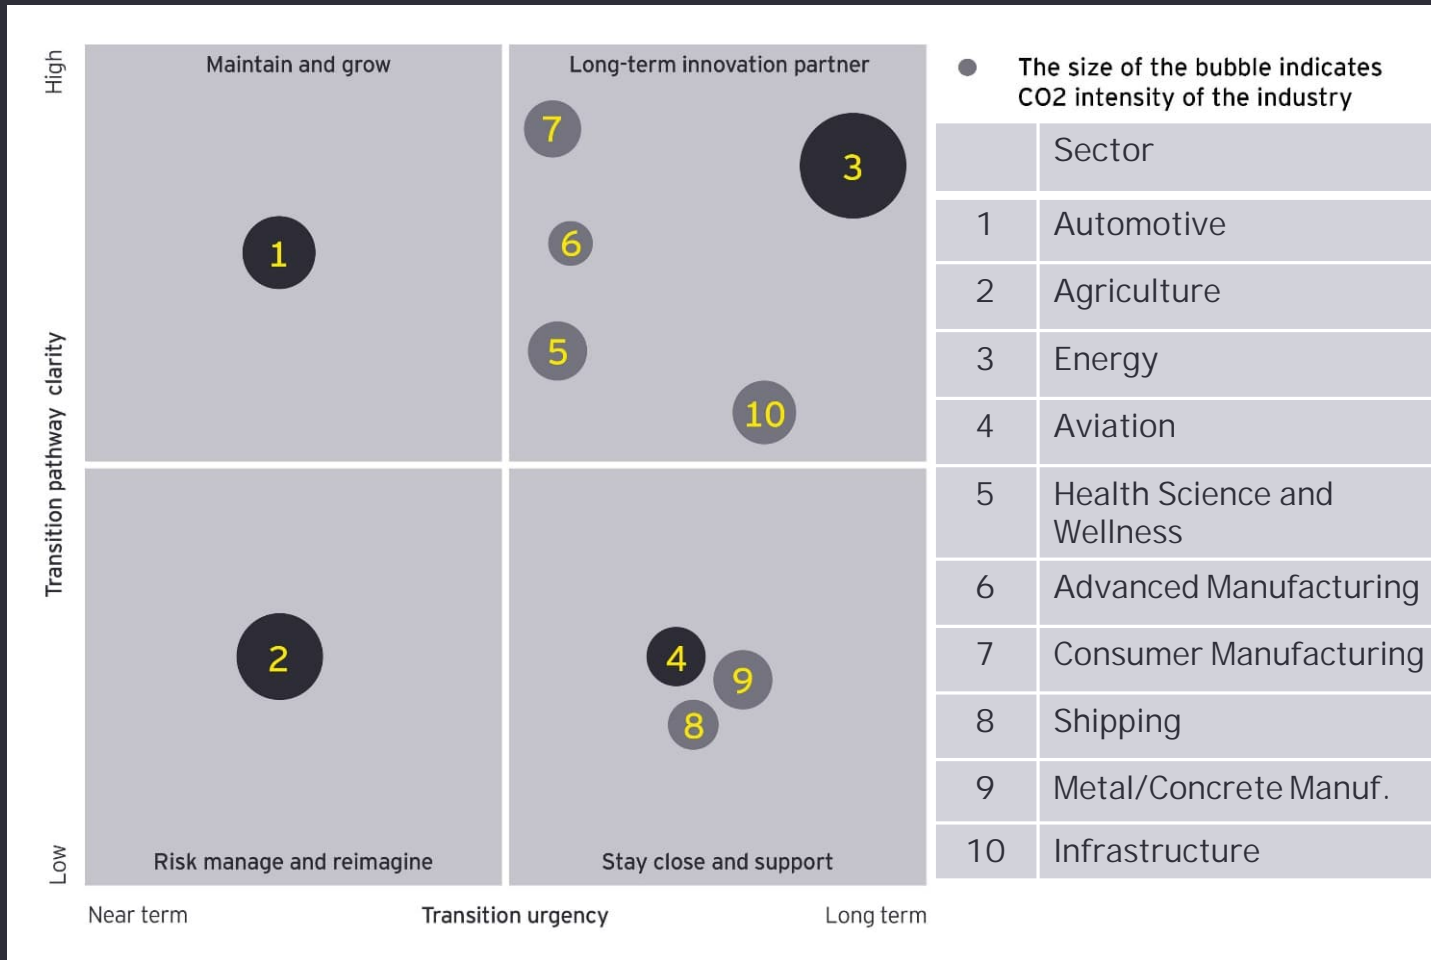 High
Maintain and grow
Long-term innovation partner
7
3
1
6
5
10
Transition pathway clarity
2
4
9
8
Low
Risk manage and reimagine
Stay close and support
Near term
Transition urgency
Long term
The size of the bubble indicates
CO2 intensity of the industry
Sector
1 Automotive
2 Agriculture
3 Energy
4 Aviation
5 Health Science and
Wellness
6 Advanced Manufacturing
7 Consumer Manufacturing
8 Shipping
9 Metal/Concrete Manuf.
10 Infrastructure